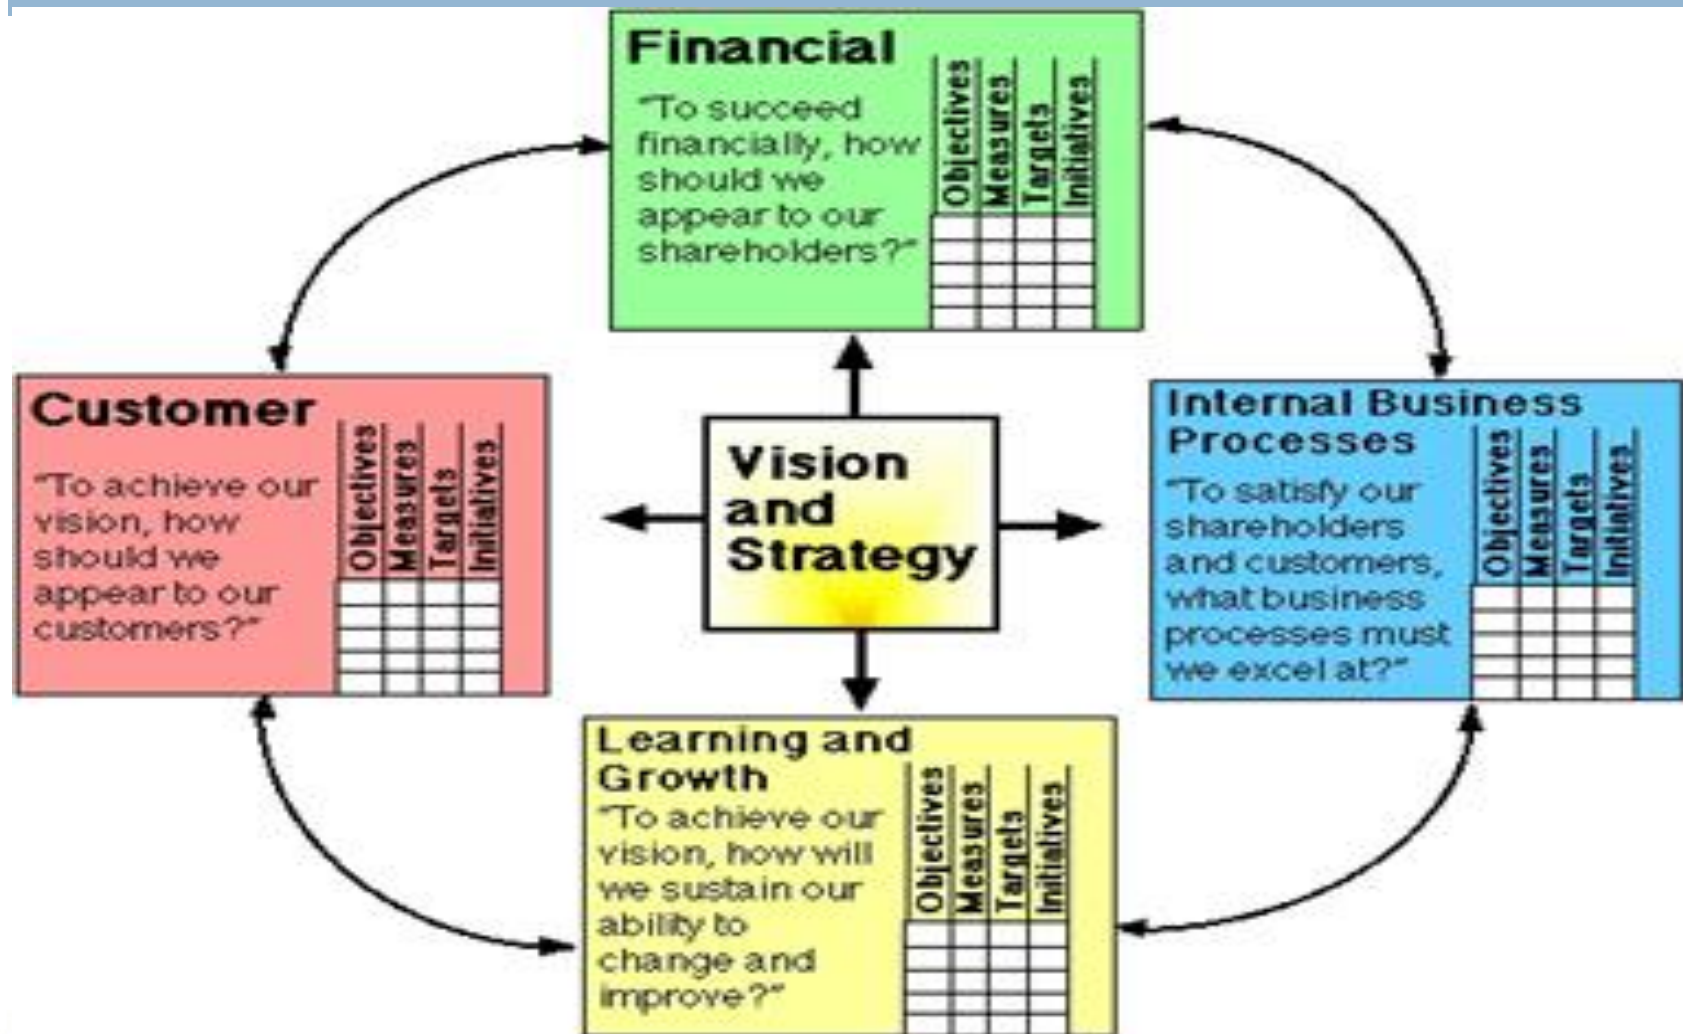 Financial
"To succeed
financially, how
should we
appear to our
shareholders?"
Objectives
Measures
Targets
Initiatives
Customer
"To achieve our
vision, how
should we
appear to our
customers?"
Objectives
Measures
Targets
Initiatives
Vision
and
Strategy
Internal Business
Processes
"To satisfy our
shareholders
and customers,
what business
processes must
we excel at?"
Objectives
Measures
Targets
Initiatives
Learning and
Growth
"To achieve our
vision, how will
we sustain our
ability to
change and
improve?"
Objectives
Measures
Targets
Initiatives